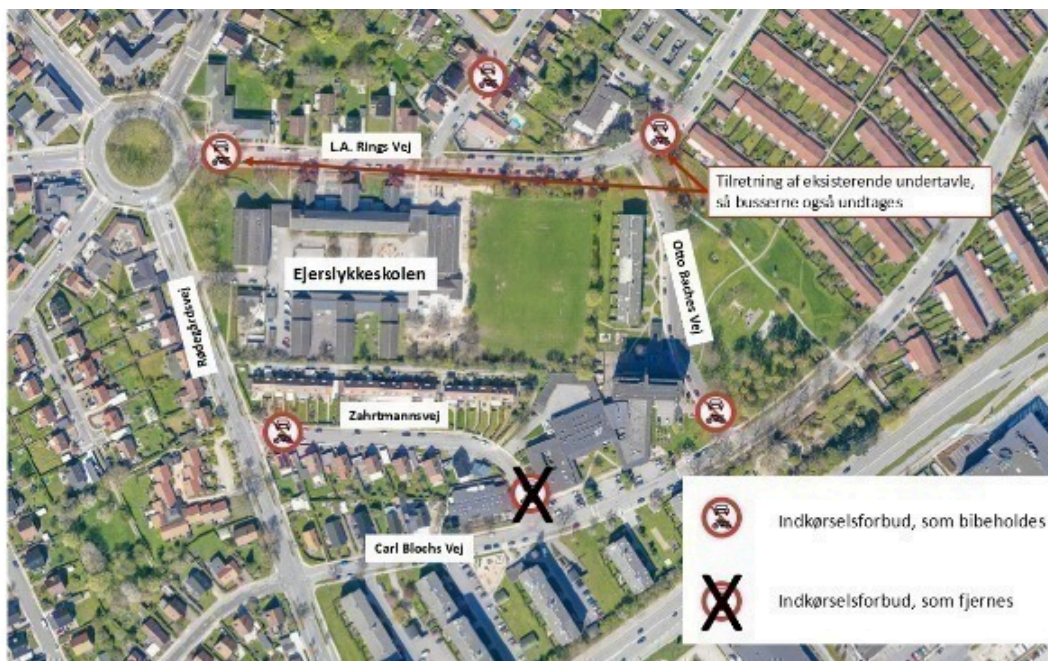 L.A. Rings Vej
Tilretning af eksisterende undertavle,
så busserne også undtages
Ejerslykkeskolen
Otto Baches Vej
Rødegårdsvej
Zahrtmannsvej
Carl Blochs Vej
Indkørselsforbud, som bibeholdes
Indkørselsforbud, som fjernes